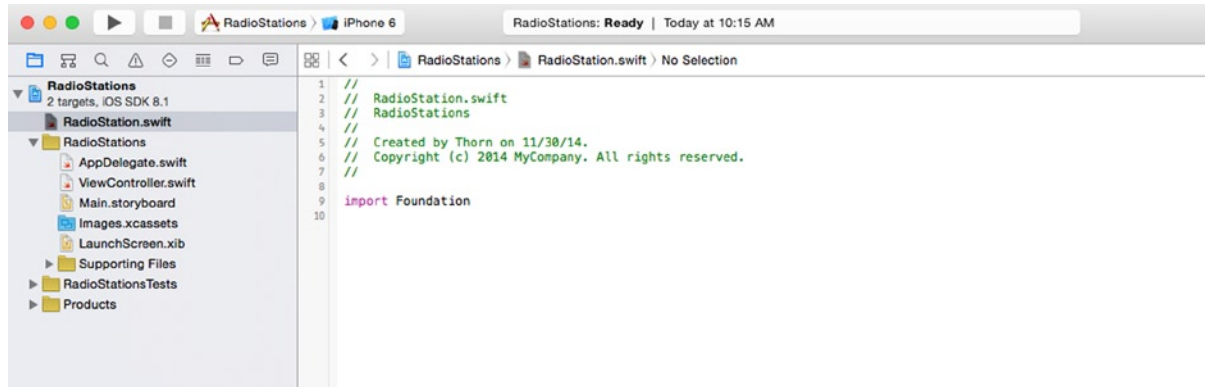 RadioStations 〉 iPhone 6
RadioStations: Ready | Today at 10:15 AM
RadioStations 〉 RadioStation.swift 〉 No Selection
RadioStations
2 targets, iOS SDK 8.1
RadioStation.swift
RadioStations
AppDelegate.swift
ViewController.swift
Main.storyboard
Images.xcassets
LaunchScreen.xib
Supporting Files
RadioStationsTests
Products
1 //
2 // RadioStation.swift
3 // RadioStations
4 //
5 // Created by Thorn on 11/30/14.
6 // Copyright (c) 2014 MyCompany. All rights reserved.
7 //
8
9 import Foundation
10